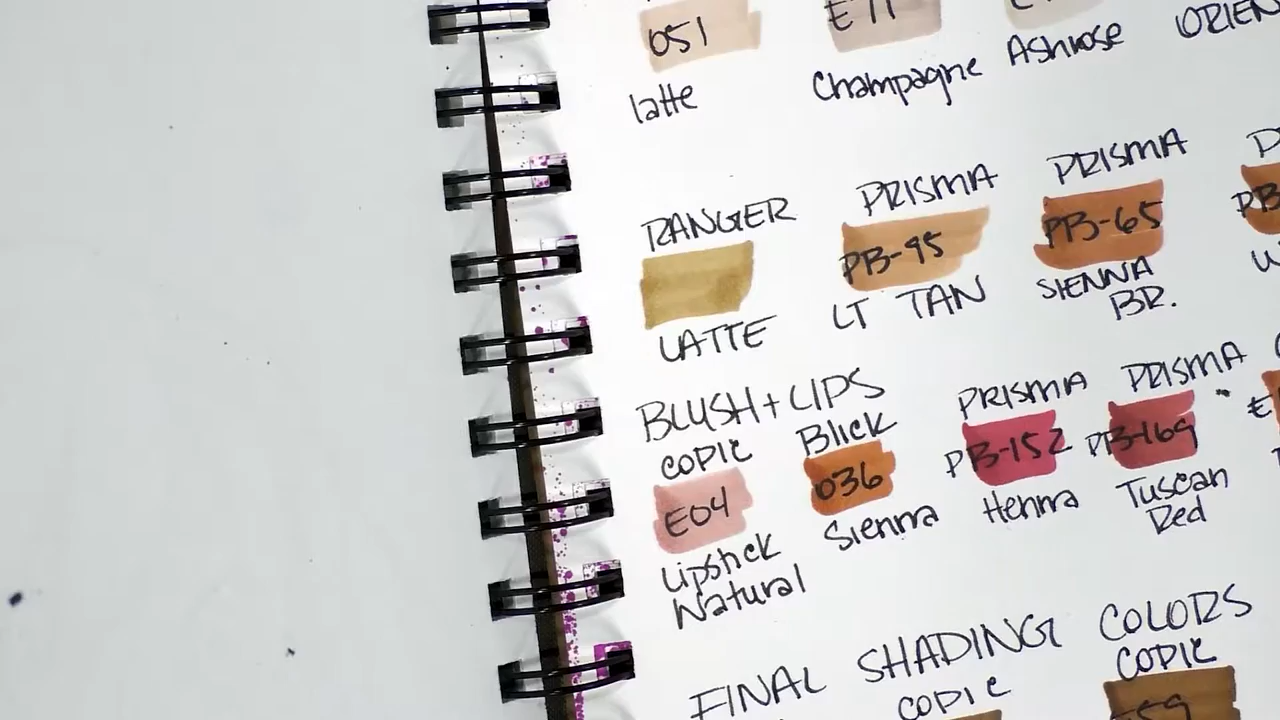 051 E11
latte Champagne Ashrose
RANGER PRISMA PRISMA
PB-95 PB-65
LATTE LT TAN SIENNA BR.
BLUSH + LIPS
COPIC Blick PRISMA PRISMA
E04 036 PB-152 PB-169
Lipstick Natural Sienna Henna Tuscan Red
FINAL SHADING COLORS
COPIC COPIC